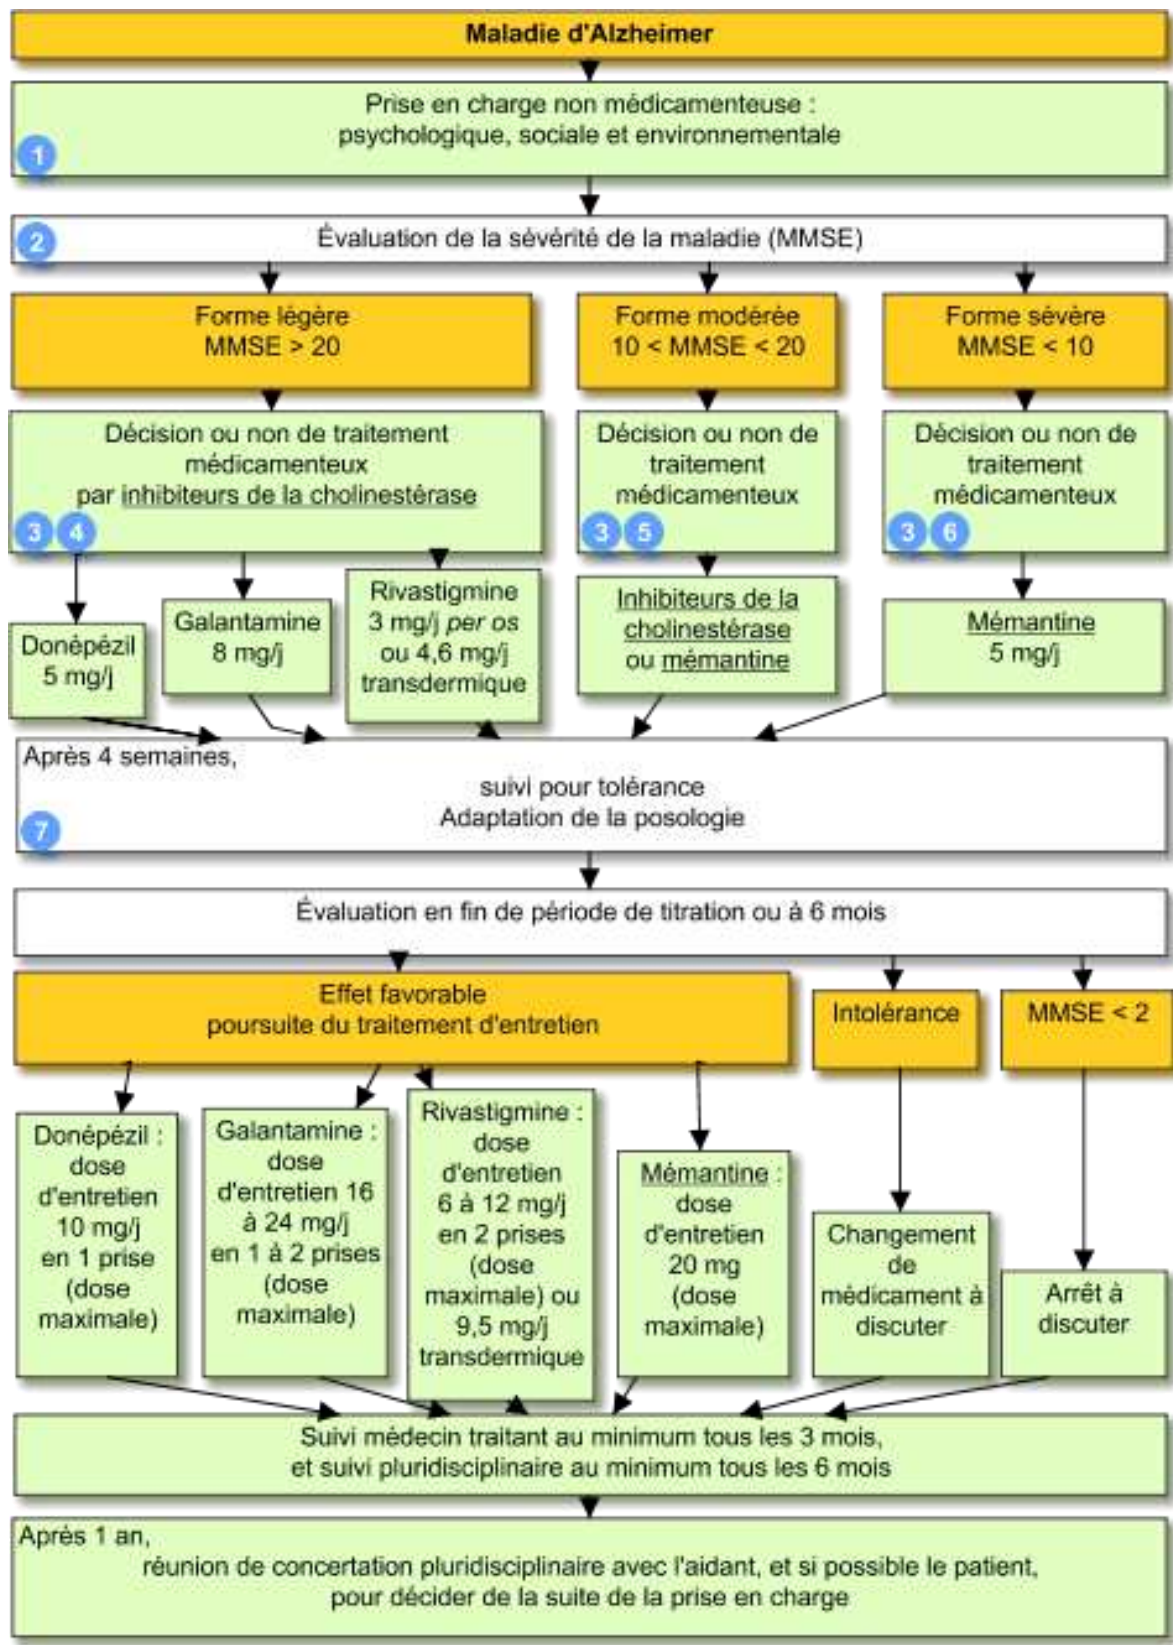 Maladie d'Alzheimer
Prise en charge non médicamenteuse :
psychologique, sociale et environnementale
1
2
Évaluation de la sévérité de la maladie (MMSE)
Forme légère
MMSE > 20
Forme modérée
10 < MMSE < 20
Forme sévère
MMSE < 10
Décision ou non de traitement
médicamenteux
par inhibiteurs de la cholinestérase
3 4
Décision ou non de
traitement
médicamenteux
3 5
Décision ou non de
traitement
médicamenteux
3 6
Donépézil
5 mg/j
Galantamine
8 mg/j
Rivastigmine
3 mg/j per os
ou 4,6 mg/j
transdermique
Inhibiteurs de la
cholinestérase
ou mémantine
Mémantine
5 mg/j
Après 4 semaines,
suivi pour tolérance
Adaptation de la posologie
7
Évaluation en fin de période de titration ou à 6 mois
Effet favorable
poursuite du traitement d'entretien
Intolérance
MMSE < 2
Donépézil :
dose
d'entretien
10 mg/j
en 1 prise
(dose
maximale)
Galantamine :
dose
d'entretien 16
à 24 mg/j
en 1 à 2 prises
(dose
maximale)
Rivastigmine :
dose
d'entretien
6 à 12 mg/j
en 2 prises
(dose
maximale) ou
9,5 mg/j
transdermique
Mémantine :
dose
d'entretien
20 mg
(dose
maximale)
Changement
de
médicament à
discuter
Arrêt à
discuter
Suivi médecin traitant au minimum tous les 3 mois,
et suivi pluridisciplinaire au minimum tous les 6 mois
Après 1 an,
réunion de concertation pluridisciplinaire avec l'aidant, et si possible le patient,
pour décider de la suite de la prise en charge